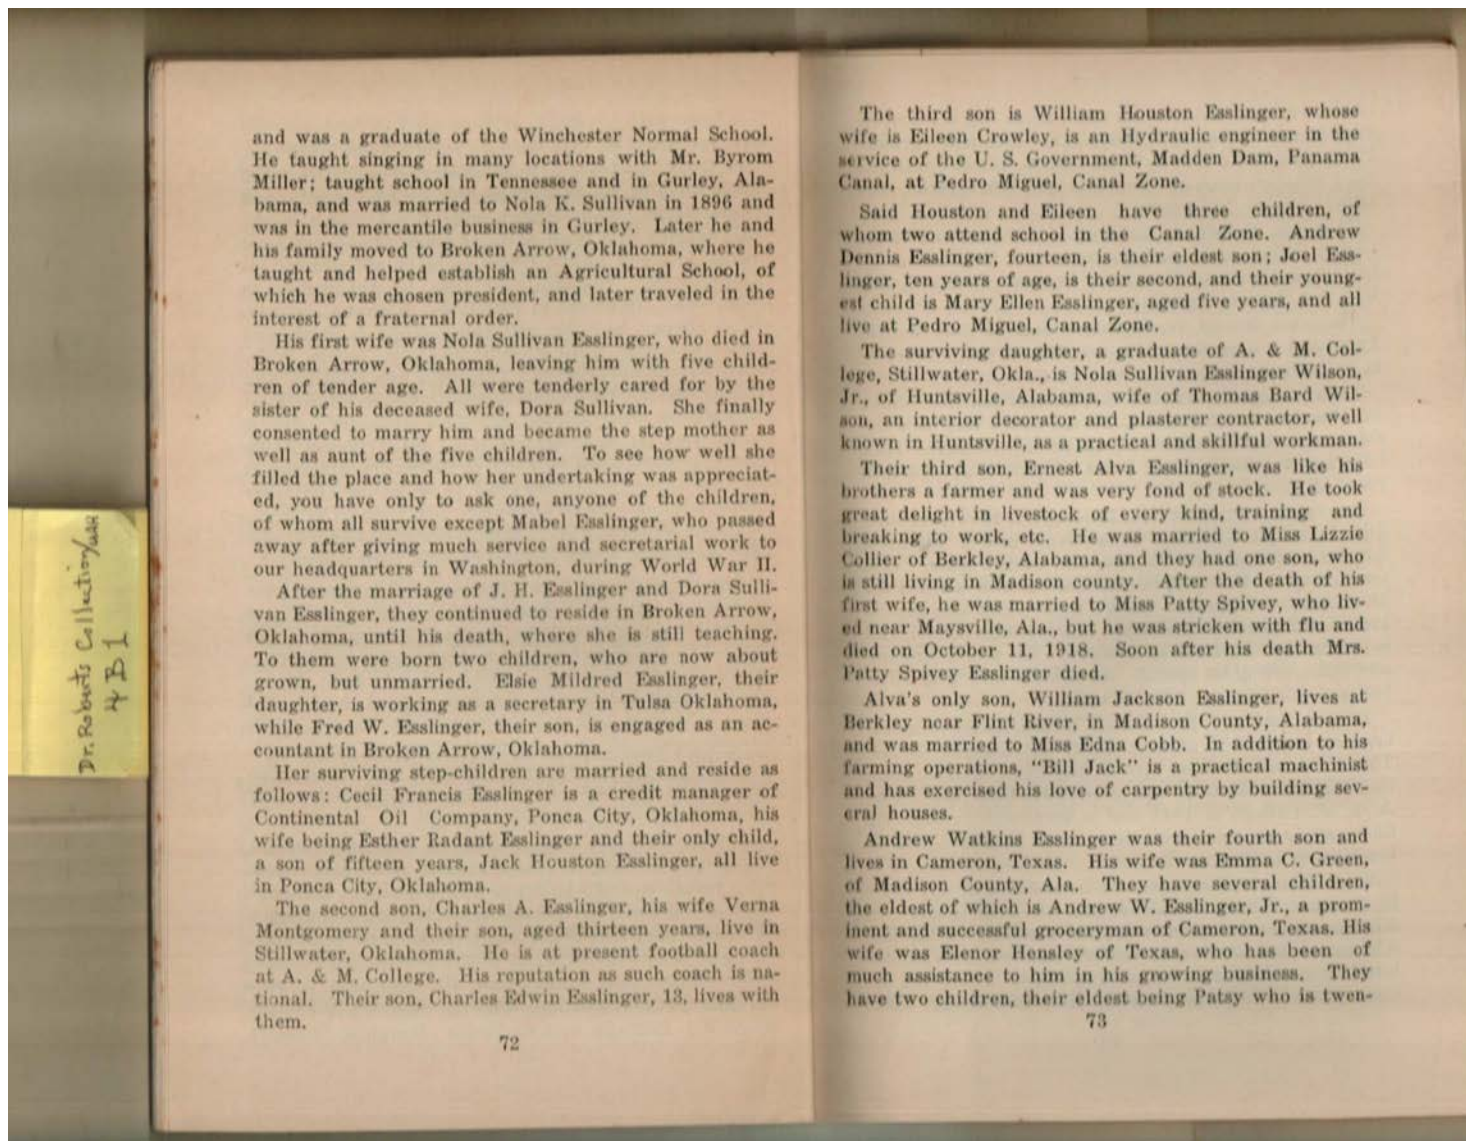 and was a graduate of the Winchester Normal School.
He taught singing in many locations with Mr. Byrom
Miller; taught school in Tennessee and in Gurley, Ala-
bama, and was married to Nola K. Sullivan in 1896 and
was in the mercantile business in Gurley. Later he and
his family moved to Broken Arrow, Oklahoma, where he
taught and helped establish an Agricultural School, of
which he was chosen president, and later traveled in the
interest of a fraternal order.
His first wife was Nola Sullivan Esslinger, who died in
Broken Arrow, Oklahoma, leaving him with five child-
ren of tender age. All were tenderly cared for by the
sister of his deceased wife, Dora Sullivan. She finally
consented to marry him and became the step mother as
well as aunt of the five children. To see how well she
filled the place and how her undertaking was appreciat-
ed, you have only to ask one, anyone of the children,
of whom all survive except Mabel Esslinger, who passed
away after giving much service and secretarial work to
our headquarters in Washington, during World War II.
After the marriage of J. H. Esslinger and Dora Sulli-
van Esslinger, they continued to reside in Broken Arrow,
Oklahoma, until his death, where she is still teaching.
To them were born two children, who are now about
grown, but unmarried. Elsie Mildred Esslinger, their
daughter, is working as a secretary in Tulsa Oklahoma,
while Fred W. Esslinger, their son, is engaged as an ac-
countant in Broken Arrow, Oklahoma.
Her surviving step-children are married and reside as
follows: Cecil Francis Esslinger is a credit manager of
Continental Oil Company, Ponca City, Oklahoma, his
wife being Esther Radant Esslinger and their only child,
a son of fifteen years, Jack Houston Esslinger, all live
in Ponca City, Oklahoma.
The second son, Charles A. Esslinger, his wife Verna
Montgomery and their son, aged thirteen years, live in
Stillwater, Oklahoma. He is at present football coach
at A. & M. College. His reputation as such coach is na-
tional. Their son, Charles Edwin Esslinger, 13, lives with
them.
72
The third son is William Houston Esslinger, whose
wife is Eileen Crowley, is an Hydraulic engineer in the
service of the U. S. Government, Madden Dam, Panama
Canal, at Pedro Miguel, Canal Zone.
Said Houston and Eileen have three children, of
whom two attend school in the Canal Zone. Andrew
Dennis Esslinger, fourteen, is their eldest son; Joel Ess-
linger, ten years of age, is their second, and their young-
est child is Mary Ellen Esslinger, aged five years, and all
live at Pedro Miguel, Canal Zone.
The surviving daughter, a graduate of A. & M. Col-
lege, Stillwater, Okla., is Nola Sullivan Esslinger Wilson,
Jr., of Huntsville, Alabama, wife of Thomas Bard Wil-
son, an interior decorator and plasterer contractor, well
known in Huntsville, as a practical and skillful workman.
Their third son, Ernest Alva Esslinger, was like his
brothers a farmer and was very fond of stock. He took
great delight in livestock of every kind, training and
breaking to work, etc. He was married to Miss Lizzie
Collier of Berkley, Alabama, and they had one son, who
is still living in Madison county. After the death of his
first wife, he was married to Miss Patty Spivey, who liv-
ed near Maysville, Ala., but he was stricken with flu and
died on October 11, 1918. Soon after his death Mrs.
Patty Spivey Esslinger died.
Alva's only son, William Jackson Esslinger, lives at
Berkley near Flint River, in Madison County, Alabama,
and was married to Miss Edna Cobb. In addition to his
farming operations, "Bill Jack" is a practical machinist
and has exercised his love of carpentry by building sev-
eral houses.
Andrew Watkins Esslinger was their fourth son and
lives in Cameron, Texas. His wife was Emma C. Green,
of Madison County, Ala. They have several children,
the eldest of which is Andrew W. Esslinger, Jr., a prom-
inent and successful groceryman of Cameron, Texas. His
wife was Elenor Hensley of Texas, who has been of
much assistance to him in his growing business. They
have two children, their eldest being Patsy who is twen-
73
Dr. Roberts Collection/UAH
4 B 1